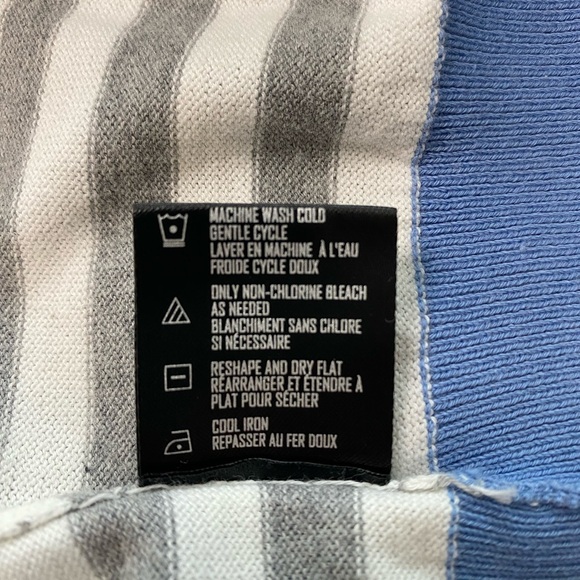 MACHINE WASH COLD
GENTLE CYCLE
LAVER EN MACHINE À L'EAU
FROIDE CYCLE DOUX
ONLY NON-CHLORINE BLEACH
AS NEEDED
BLANCHIMENT SANS CHLORE
SI NÉCESSAIRE
RESHAPE AND DRY FLAT
RÉARRANGER ET ÉTENDRE À
PLAT POUR SÉCHER
COOL IRON
REPASSER AU FER DOUX